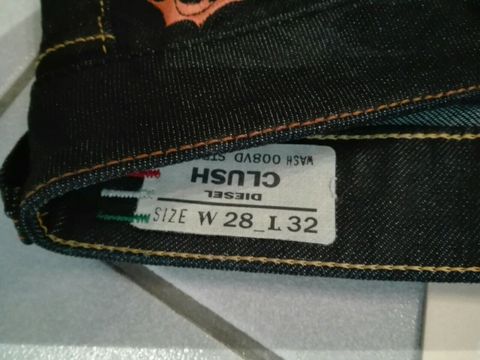 DIESEL
CLUSH
WASH 008VD
SIZE W 28_L 32